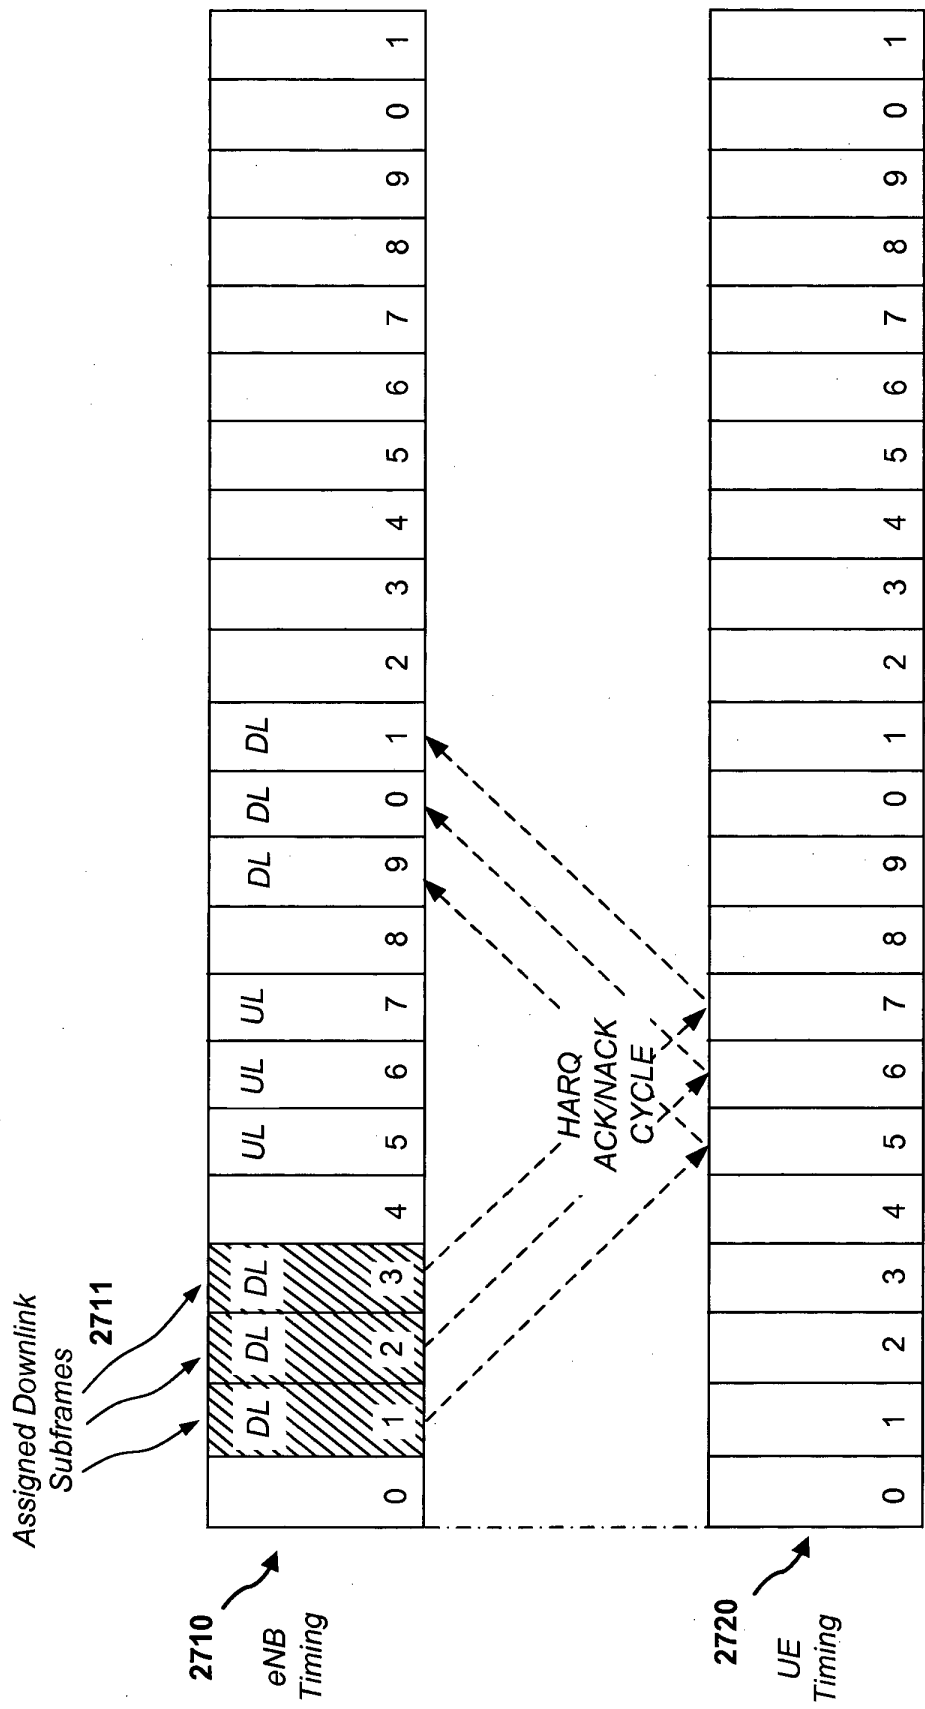 Assigned Downlink
Subframes
2711
2710
eNB
Timing
DL DL DL UL UL UL DL DL DL
0 1 2 3 4 5 6 7 8 9 0 1 2 3 4 5 6 7 8 9 0 1
HARQ
ACK/NACK
CYCLE
2720
UE
Timing
0 1 2 3 4 5 6 7 8 9 0 1 2 3 4 5 6 7 8 9 0 1